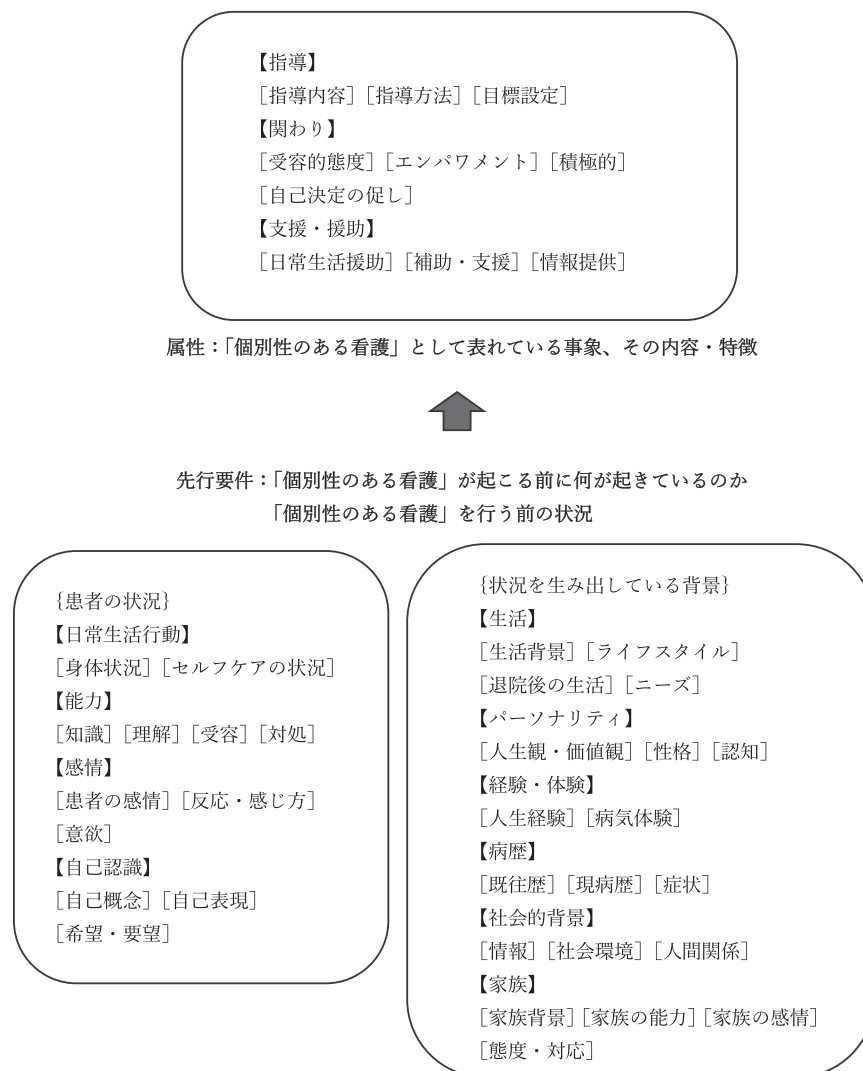 【指導】
［指導内容］［指導方法］［目標設定］
【関わり】
［受容的態度］［エンパワメント］［積極的］
［自己決定の促し］
【支援・援助】
［日常生活援助］［補助・支援］［情報提供］
属性：「個別性のある看護」として表れている事象、その内容・特徴
先行要件：「個別性のある看護」が起こる前に何が起きているのか
「個別性のある看護」を行う前の状況
{患者の状況}
【日常生活行動】
［身体状況］［セルフケアの状況］
【能力】
［知識］［理解］［受容］［対処］
【感情】
［患者の感情］［反応・感じ方］
［意欲］
【自己認識】
［自己概念］［自己表現］
［希望・要望］
{状況を生み出している背景}
【生活】
［生活背景］［ライフスタイル］
［退院後の生活］［ニーズ］
【パーソナリティ】
［人生観・価値観］［性格］［認知］
【経験・体験】
［人生経験］［病気体験］
【病歴】
［既往歴］［現病歴］［症状］
【社会的背景】
［情報］［社会環境］［人間関係］
【家族】
［家族背景］［家族の能力］［家族の感情］
［態度・対応］